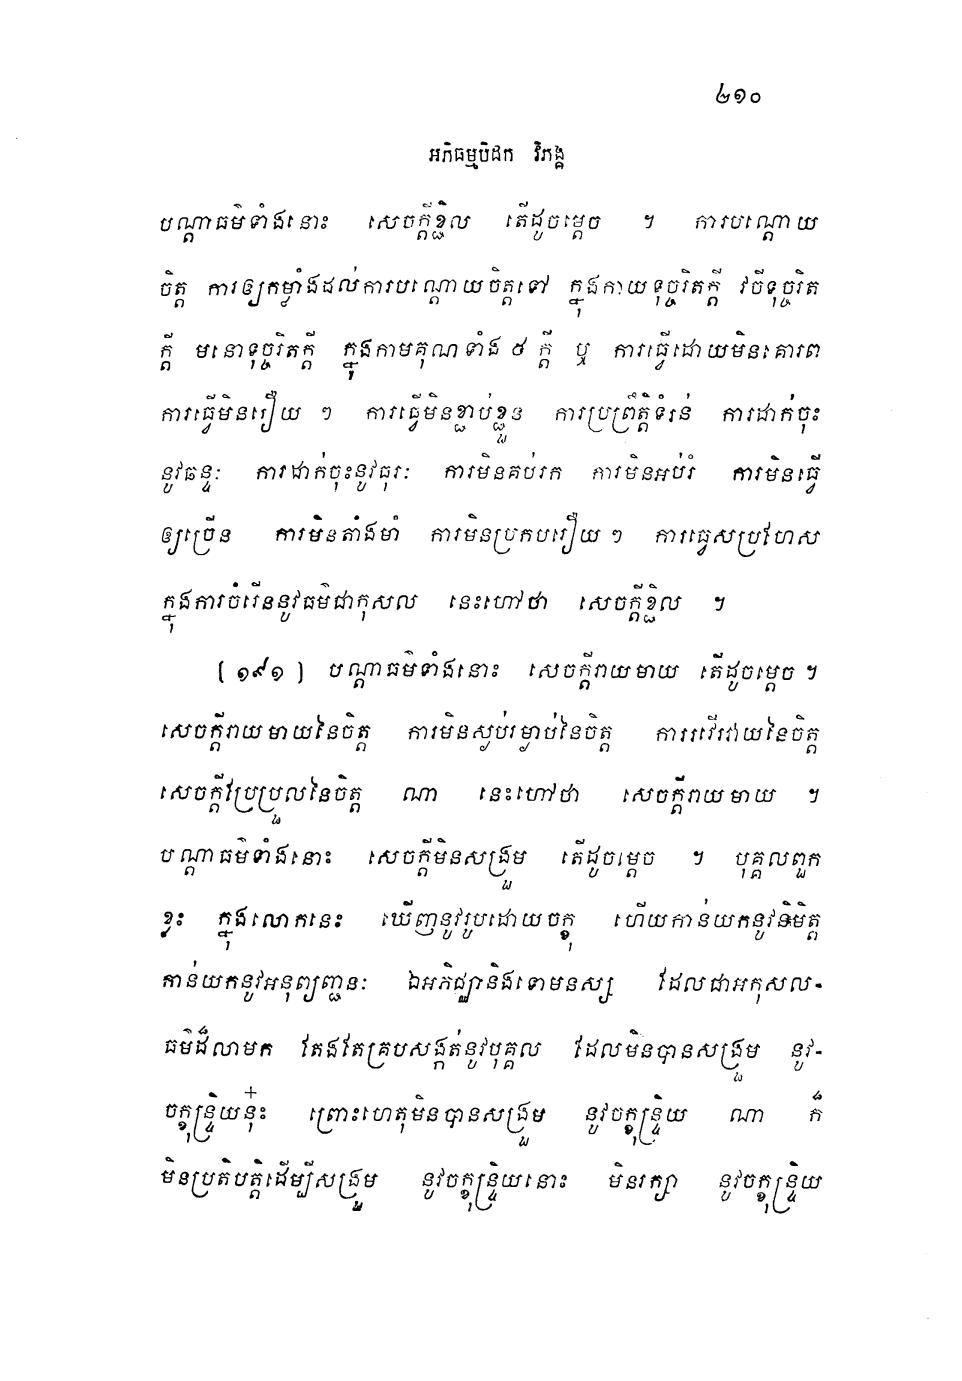 ២១០
អភិធម្មបិដក វិភង្គ
បណ្ដាធម៌ទាំងនោះ សេចក្ដីខ្ជិល តើដូចម្ដេច ។ ការបណ្ដោយ
ចិត្ត ការឲ្យកម្លាំងដល់ការបណ្ដោយចិត្តទៅ ក្នុងកាយទុច្ចរិតក្ដី វចីទុច្ចរិត
ក្ដី មនោទុច្ចរិតក្ដី ក្នុងកាមគុណទាំង ៥ ក្ដី ឬ ការធ្វើដោយមិនគោរព
ការធ្វើមិនរឿយ ៗ ការធ្វើមិនខ្ជាប់ខ្ជួន ការប្រព្រឹត្តិទំរន់ ការដាក់ចុះ
នូវឆន្ទៈ ការដាក់ចុះនូវធុរៈ ការមិនគប់រក ការមិនអប់រំ ការមិនធ្វើ
ឲ្យច្រើន ការមិនតាំងមាំ ការមិនប្រកបរឿយ ៗ ការធ្វេសប្រហែស
ក្នុងការចំរើននូវធម៌ជាកុសល នេះហៅថា សេចក្ដីខ្ជិល ។
(១៩១) បណ្ដាធម៌ទាំងនោះ សេចក្ដីរាយមាយ តើដូចម្ដេច ។
សេចក្ដីរាយមាយនៃចិត្ត ការមិនស្ងប់រម្ងាប់នៃចិត្ត ការរវើរវាយនៃចិត្ត
សេចក្ដីប្រែប្រួលនៃចិត្ត ណា នេះហៅថា សេចក្ដីរាយមាយ ។
បណ្ដាធម៌ទាំងនោះ សេចក្ដីមិនសង្រួម តើដូចម្ដេច ។ បុគ្គលពួក
ខ្លះ ក្នុងលោកនេះ ឃើញនូវរូបដោយចក្ខុ ហើយកាន់យកនូវនិមិត្ត
កាន់យកនូវអនុព្យញ្ជនៈ ឯអភិជ្ឈានិងទោមនស្ស ដែលជាអកុសល-
ធម៌ដ៏លាមក តែងតែគ្របសង្កត់នូវបុគ្គល ដែលមិនបានសង្រួម នូវ-
ចក្ខុន្ទ្រិយនុ៎ះ ព្រោះហេតុមិនបានសង្រួម នូវចក្ខុន្ទ្រិយ ណា ក៏
មិនប្រតិបត្តិដើម្បីសង្រួម នូវចក្ខុន្ទ្រិយនោះ មិនរក្សា នូវចក្ខុន្ទ្រិយ